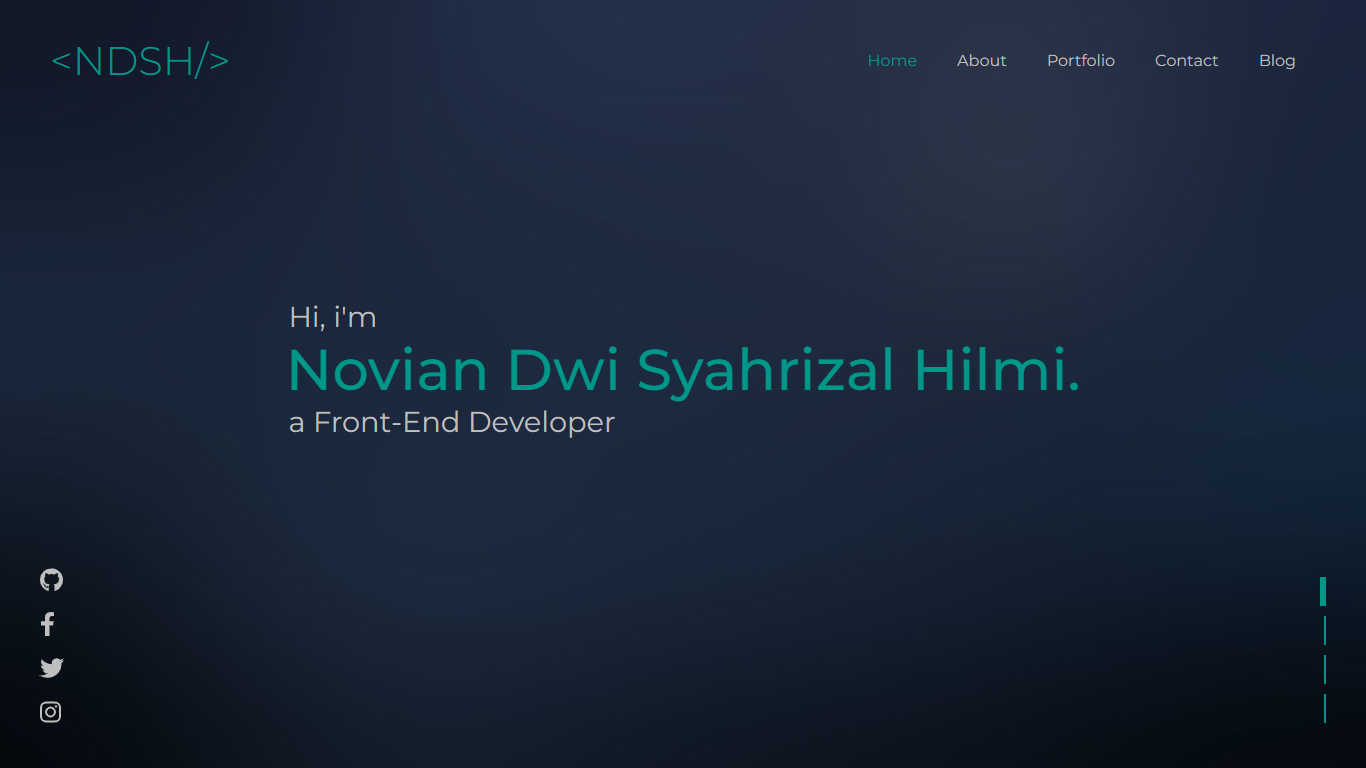 <NDSH/>
Home About Portfolio Contact Blog
Hi, i'm
Novian Dwi Syahrizal Hilmi.
a Front-End Developer